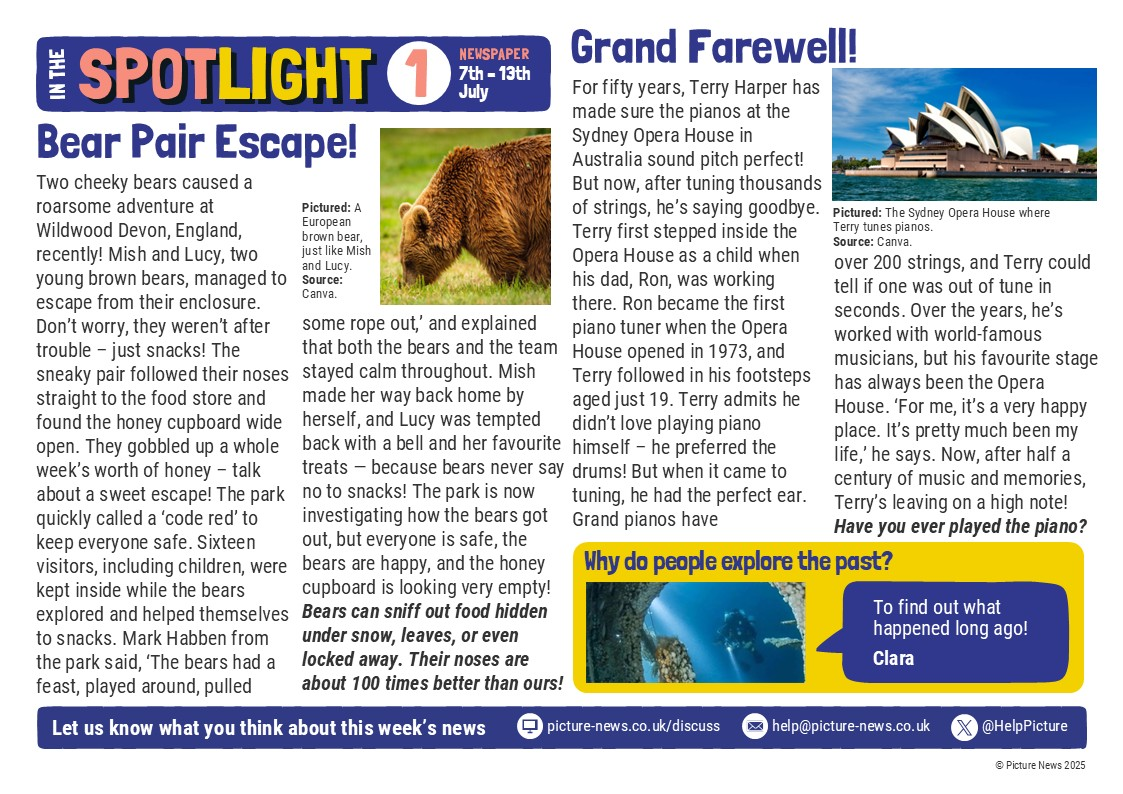 IN THE
SPOTLIGHT
1
NEWSPAPER
7th – 13th
July
Bear Pair Escape!
Two cheeky bears caused a
roarsome adventure at
Wildwood Devon, England,
recently! Mish and Lucy, two
young brown bears, managed to
escape from their enclosure.
Don’t worry, they weren’t after
trouble – just snacks! The
sneaky pair followed their noses
straight to the food store and
found the honey cupboard wide
open. They gobbled up a whole
week’s worth of honey – talk
about a sweet escape! The park
quickly called a ‘code red’ to
keep everyone safe. Sixteen
visitors, including children, were
kept inside while the bears
explored and helped themselves
to snacks. Mark Habben from
the park said, ‘The bears had a
feast, played around, pulled
Pictured: A
European
brown bear,
just like Mish
and Lucy.
Source:
Canva.
some rope out,’ and explained
that both the bears and the team
stayed calm throughout. Mish
made her way back home by
herself, and Lucy was tempted
back with a bell and her favourite
treats — because bears never say
no to snacks! The park is now
investigating how the bears got
out, but everyone is safe, the
bears are happy, and the honey
cupboard is looking very empty!
Bears can sniff out food hidden
under snow, leaves, or even
locked away. Their noses are
about 100 times better than ours!
Grand Farewell!
For fifty years, Terry Harper has
made sure the pianos at the
Sydney Opera House in
Australia sound pitch perfect!
But now, after tuning thousands
of strings, he’s saying goodbye.
Terry first stepped inside the
Opera House as a child when
his dad, Ron, was working
there. Ron became the first
piano tuner when the Opera
House opened in 1973, and
Terry followed in his footsteps
aged just 19. Terry admits he
didn’t love playing piano
himself – he preferred the
drums! But when it came to
tuning, he had the perfect ear.
Grand pianos have
Pictured: The Sydney Opera House where
Terry tunes pianos.
Source: Canva.
over 200 strings, and Terry could
tell if one was out of tune in
seconds. Over the years, he’s
worked with world-famous
musicians, but his favourite stage
has always been the Opera
House. ‘For me, it’s a very happy
place. It’s pretty much been my
life,’ he says. Now, after half a
century of music and memories,
Terry’s leaving on a high note!
Have you ever played the piano?
Why do people explore the past?
To find out what
happened long ago!
Clara
Let us know what you think about this week’s news
picture-news.co.uk/discuss
help@picture-news.co.uk
@HelpPicture
© Picture News 2025